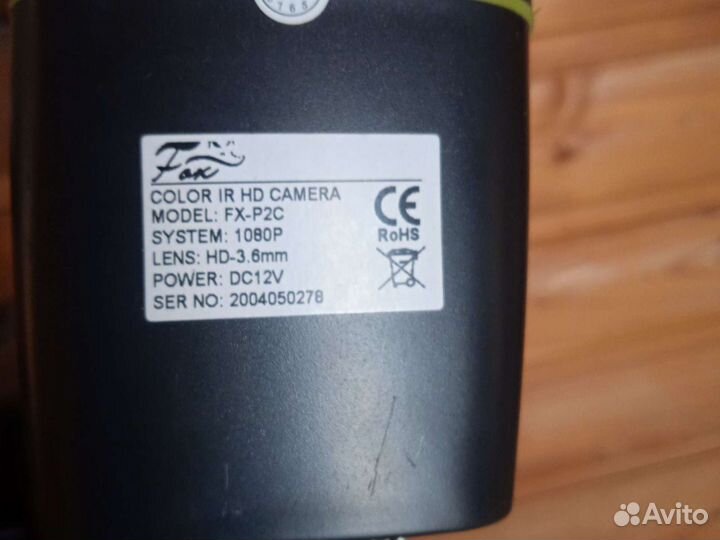 5765
Fox
COLOR IR HD CAMERA
MODEL: FX-P2C
SYSTEM: 1080P
LENS: HD-3.6mm
POWER: DC12V
SER NO: 2004050278
CE
RoHS
Avito